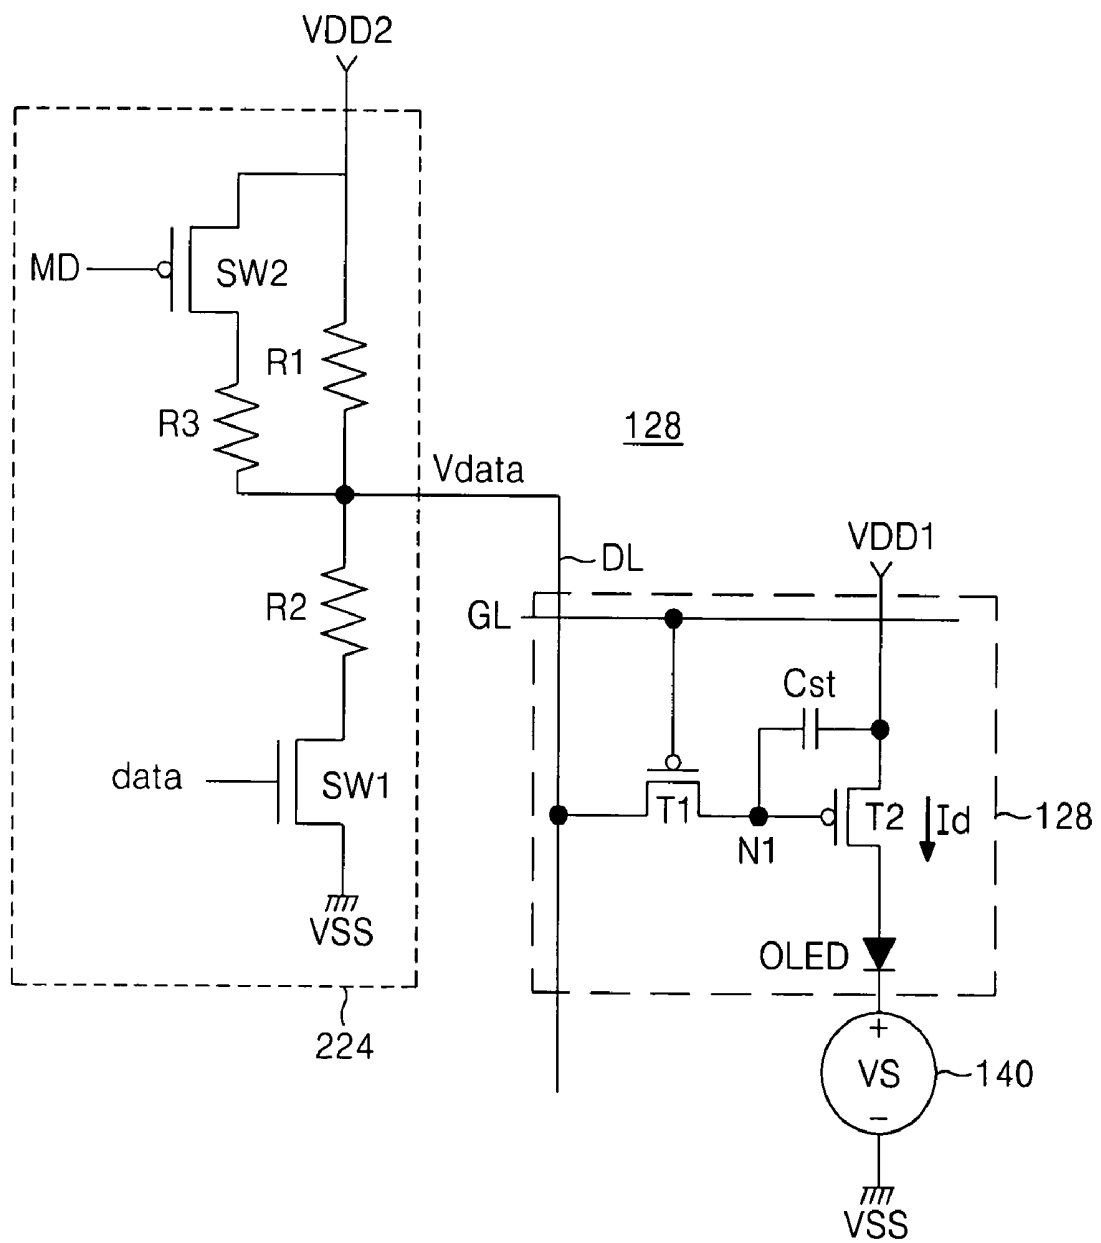 VDD2
MD
SW2
R1
R3
128
Vdata
VDD1
DL
R2
GL
Cst
data
SW1
T1
T2
Id
128
N1
VSS
OLED
224
+
VS
140
−
VSS